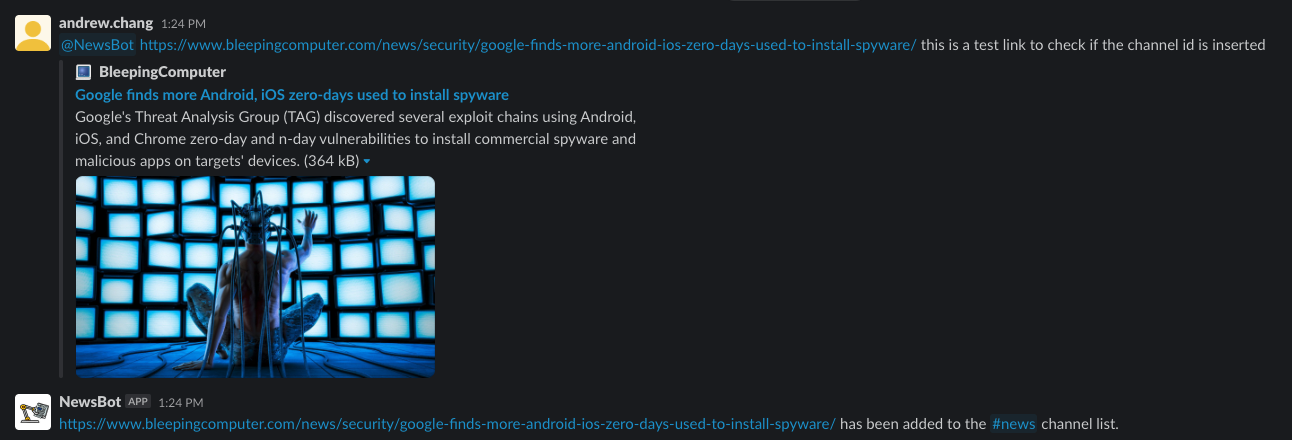 andrew.chang 1:24 PM
@NewsBot https://www.bleepingcomputer.com/news/security/google-finds-more-android-ios-zero-days-used-to-install-spyware/ this is a test link to check if the channel id is inserted
BleepingComputer
Google finds more Android, iOS zero-days used to install spyware
Google's Threat Analysis Group (TAG) discovered several exploit chains using Android,
iOS, and Chrome zero-day and n-day vulnerabilities to install commercial spyware and
malicious apps on targets' devices. (364 kB)
NewsBot APP 1:24 PM
https://www.bleepingcomputer.com/news/security/google-finds-more-android-ios-zero-days-used-to-install-spyware/ has been added to the #news channel list.